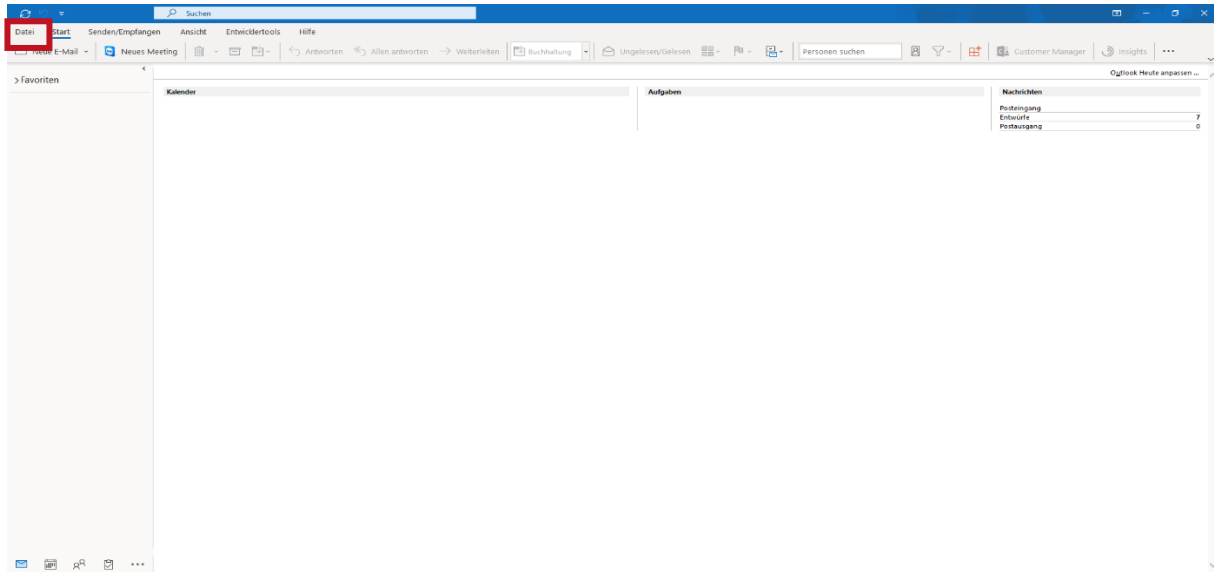 Suchen
Datei Start Senden/Empfangen Ansicht Entwicklertools Hilfe
Neue E-Mail Neues Meeting Antworten Allen antworten Weiterleiten Buchhaltung Ungelesen/Gelesen Personen suchen Customer Manager Insights
Favoriten
Outlook Heute anpassen ...
Kalender Aufgaben Nachrichten
Posteingang
Entwürfe 7
Postausgang 0